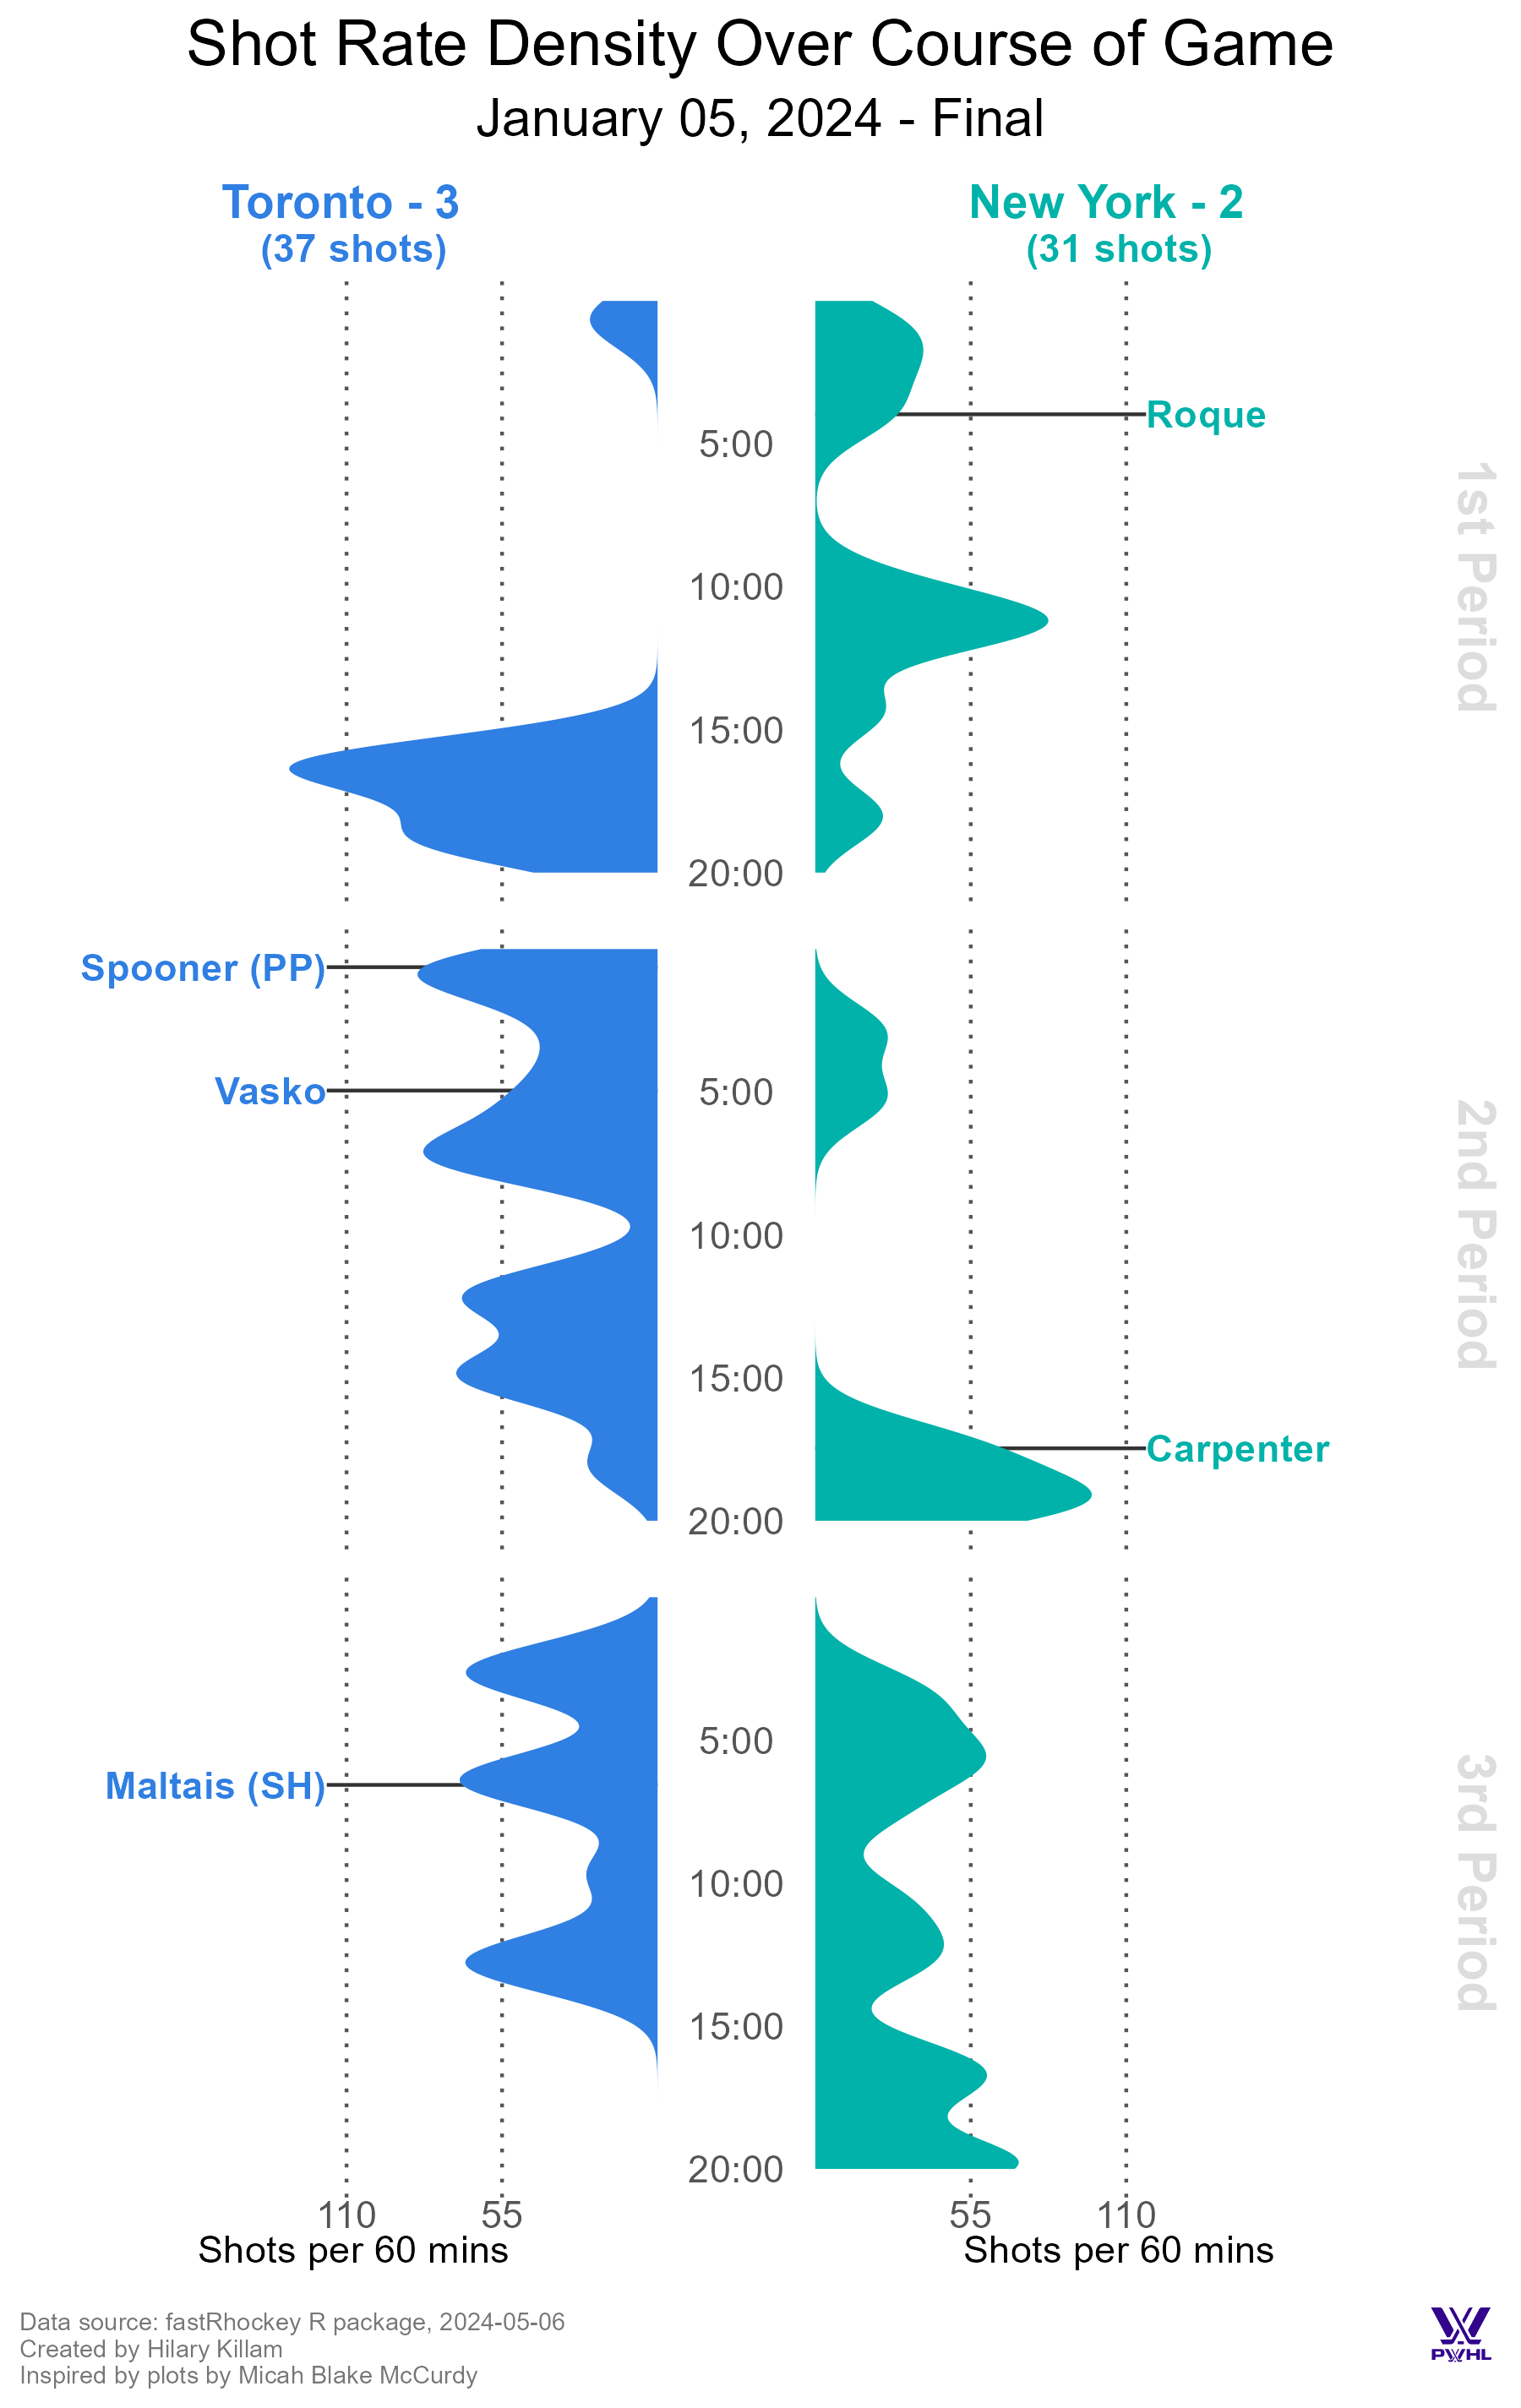 Shot Rate Density Over Course of Game
January 05, 2024 - Final
Toronto - 3
(37 shots)
New York - 2
(31 shots)
Roque
5:00
10:00
15:00
20:00
1st Period
Spooner (PP)
Vasko
5:00
10:00
15:00
Carpenter
20:00
2nd Period
5:00
Maltais (SH)
10:00
15:00
20:00
3rd Period
110
55
55
110
Shots per 60 mins
Shots per 60 mins
Data source: fastRhockey R package, 2024-05-06
Created by Hilary Killam
Inspired by plots by Micah Blake McCurdy
PWHL